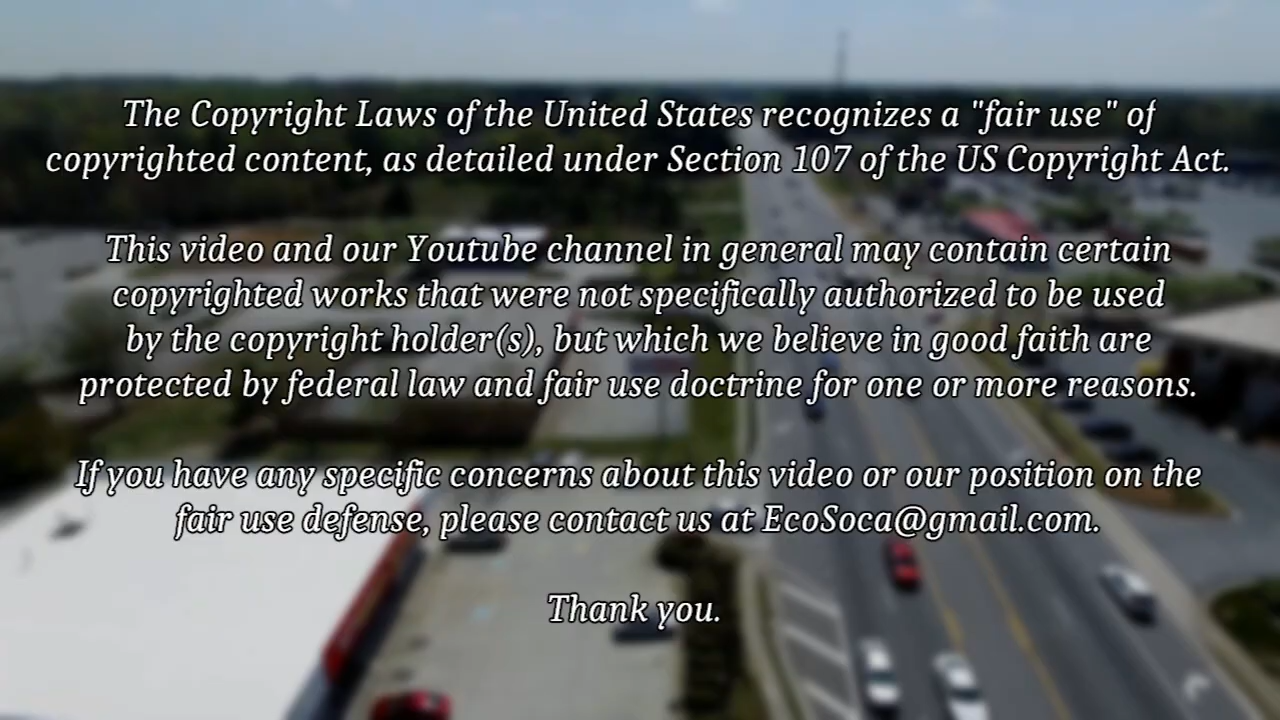 The Copyright Laws of the United States recognizes a "fair use" of
copyrighted content, as detailed under Section 107 of the US Copyright Act.
This video and our Youtube channel in general may contain certain
copyrighted works that were not specifically authorized to be used
by the copyright holder(s), but which we believe in good faith are
protected by federal law and fair use doctrine for one or more reasons.
If you have any specific concerns about this video or our position on the
fair use defense, please contact us at EcoSoca@gmail.com.
Thank you.